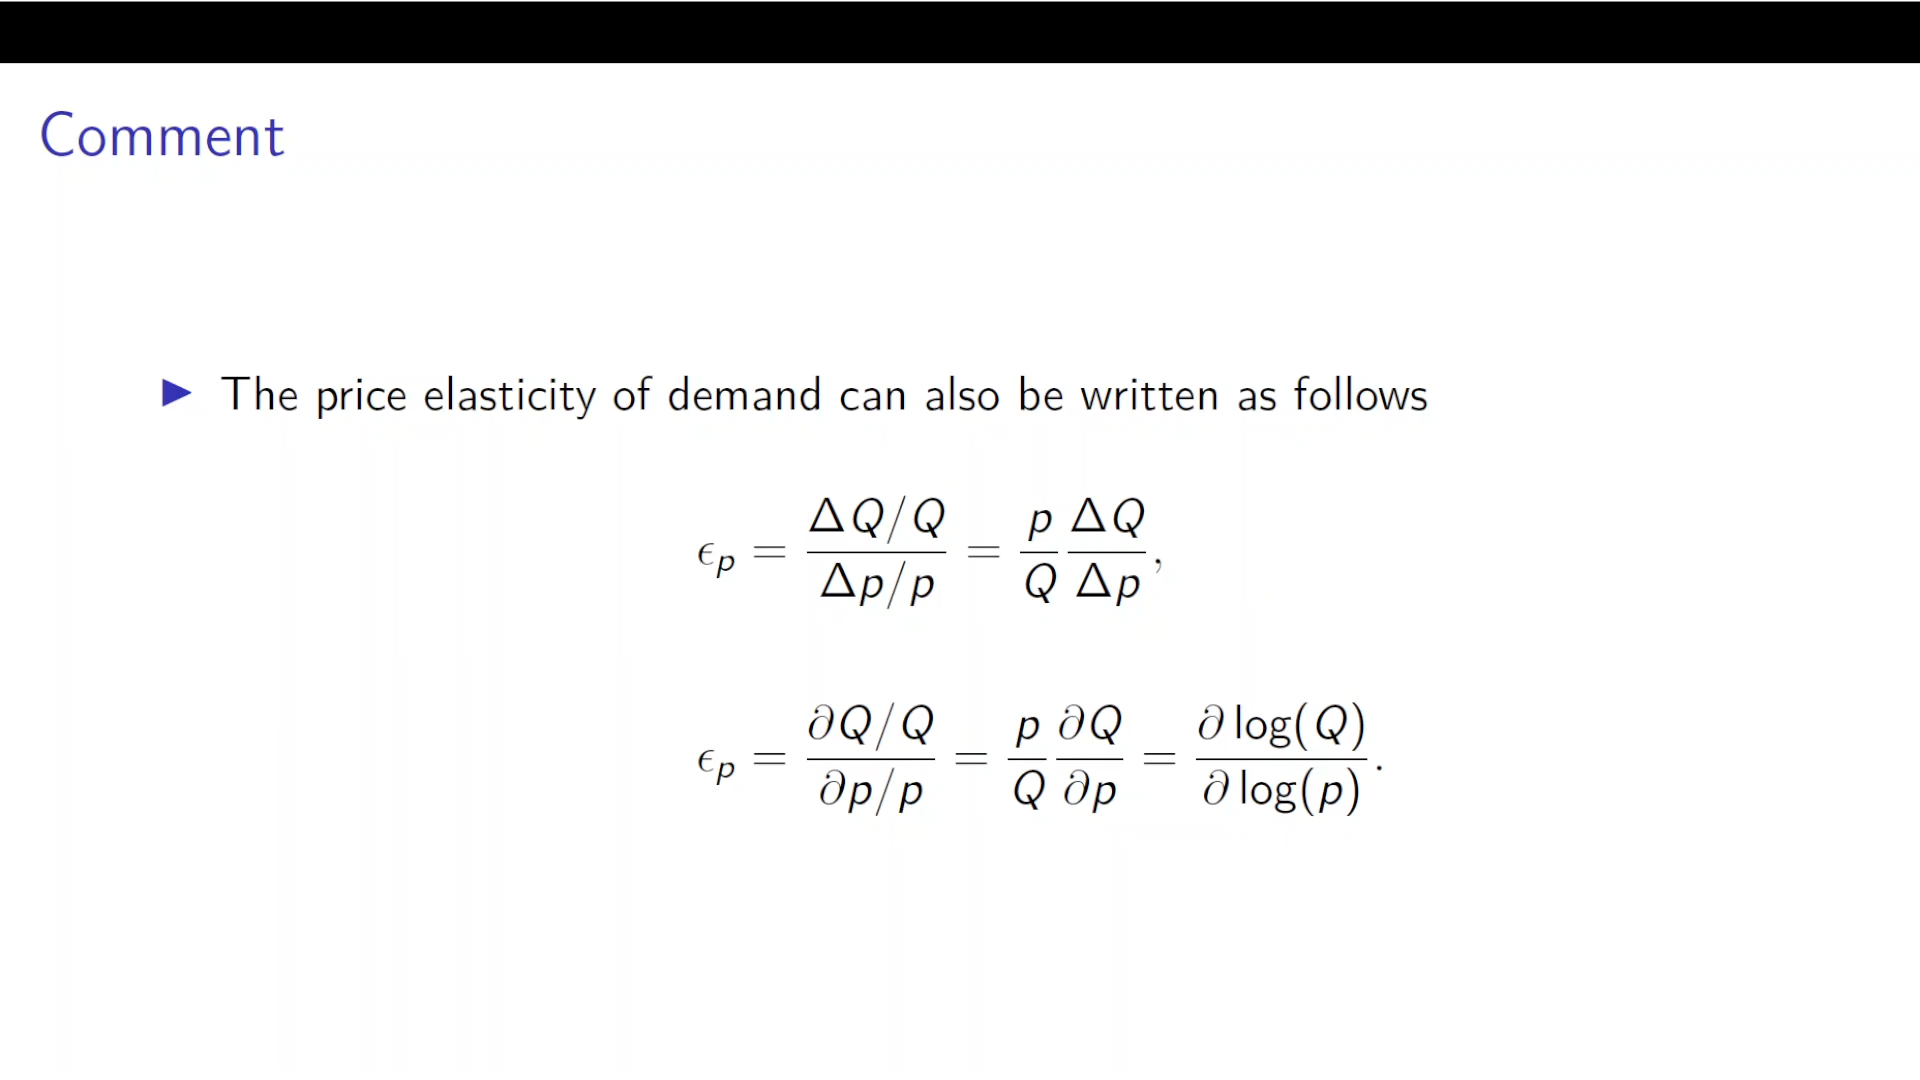 Comment
▶ The price elasticity of demand can also be written as follows
ϵₚ = (ΔQ/Q)/(Δp/p) = (p/Q)(ΔQ/Δp),
ϵₚ = (∂Q/Q)/(∂p/p) = (p/Q)(∂Q/∂p) = (∂ log(Q))/(∂ log(p)).